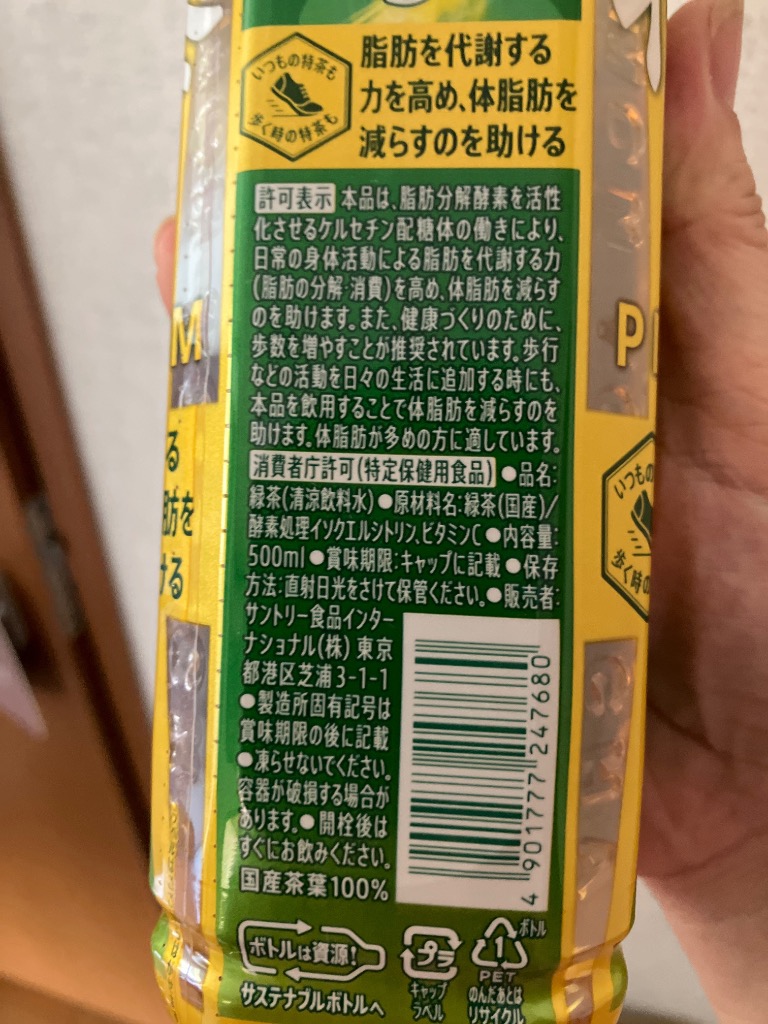 いつもの特茶も
歩く時の特茶も
脂肪を代謝する
力を高め、体脂肪を
減らすのを助ける
許可表示 本品は、脂肪分解酵素を活性
化させるケルセチン配糖体の働きにより、
日常の身体活動による脂肪を代謝する力
(脂肪の分解・消費)を高め、体脂肪を減らす
のを助けます。また、健康づくりのために、
歩数を増やすことが推奨されています。歩行
などの活動を日々の生活に追加する時にも、
本品を飲用することで体脂肪を減らすのを
助けます。体脂肪が多めの方に適しています。
消費者庁許可(特定保健用食品) ●品名:
緑茶(清涼飲料水)●原材料名:緑茶(国産)/
酵素処理イソクエルシトリン、ビタミンC●内容量:
500ml●賞味期限:キャップに記載●保存
方法:直射日光をさけて保管ください。●販売者:
サントリー食品インター
ナショナル(株) 東京
都港区芝浦3-1-1
●製造所固有記号は
賞味期限の後に記載
●凍らせないでください。
容器が破損する場合が
あります。●開栓後は
すぐにお飲みください。
国産茶葉100%
4 901777 247680
ボトルは資源!
サステナブルボトルへ
プラ
キャップ
ラベル
1
ボトル
PET
のんだあとは
リサイクル
M
る
肪を
ける
P
いつもの
歩く時の